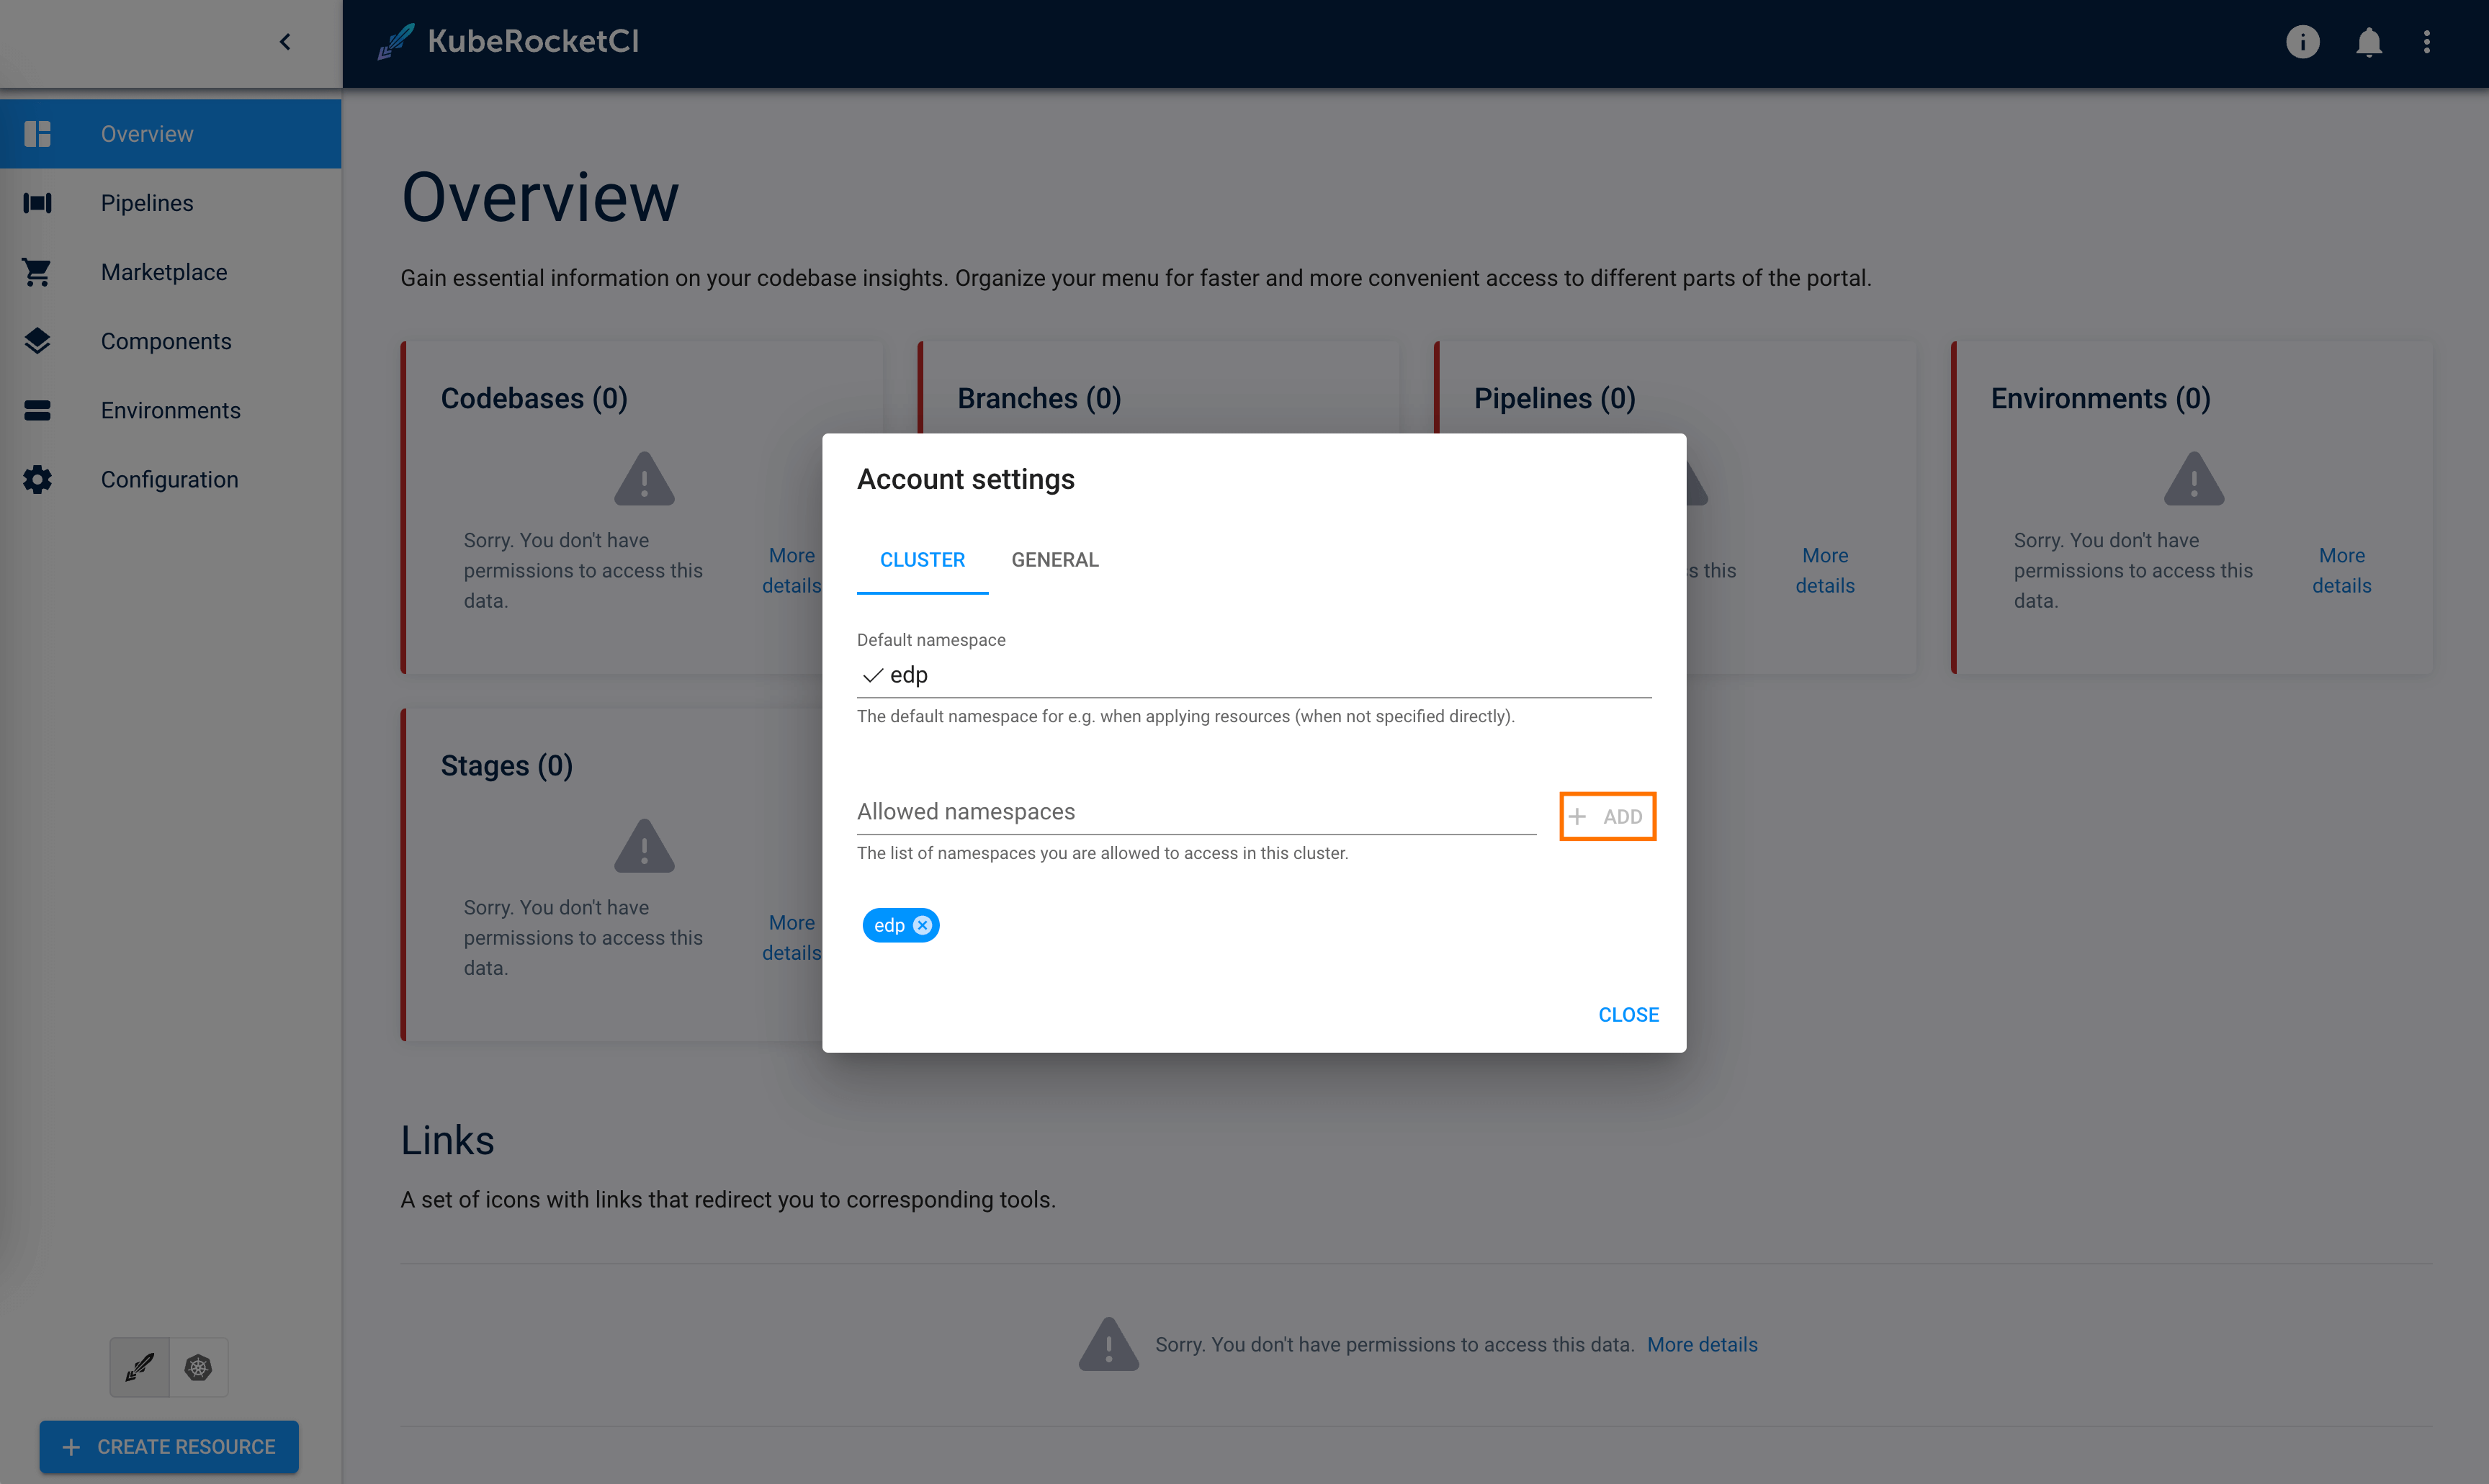 KubeRocketCI
Overview
Pipelines
Marketplace
Components
Environments
Configuration
CREATE RESOURCE
Overview
Gain essential information on your codebase insights. Organize your menu for faster and more convenient access to different parts of the portal.
Codebases (0)
Sorry. You don't have
permissions to access this
data.
More
details
Branches (0)
Pipelines (0)
s this
More
details
Environments (0)
Sorry. You don't have
permissions to access this
data.
More
details
Stages (0)
Sorry. You don't have
permissions to access this
data.
More
details
Account settings
CLUSTER
GENERAL
Default namespace
edp
The default namespace for e.g. when applying resources (when not specified directly).
Allowed namespaces
ADD
The list of namespaces you are allowed to access in this cluster.
edp
CLOSE
Links
A set of icons with links that redirect you to corresponding tools.
Sorry. You don't have permissions to access this data. More details